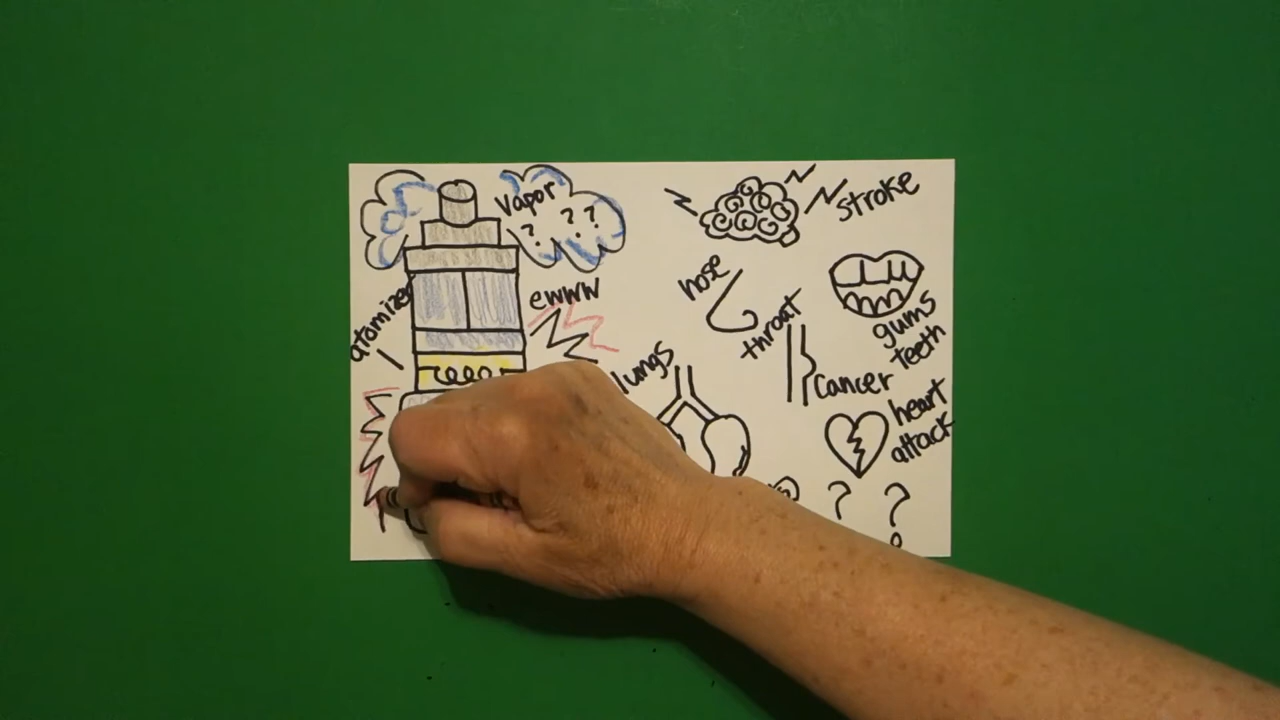 Vapor
? ? ?
stroke
atomizer
ewww
nose
throat
gums
teeth
lungs
Cancer
heart
attack
? ?